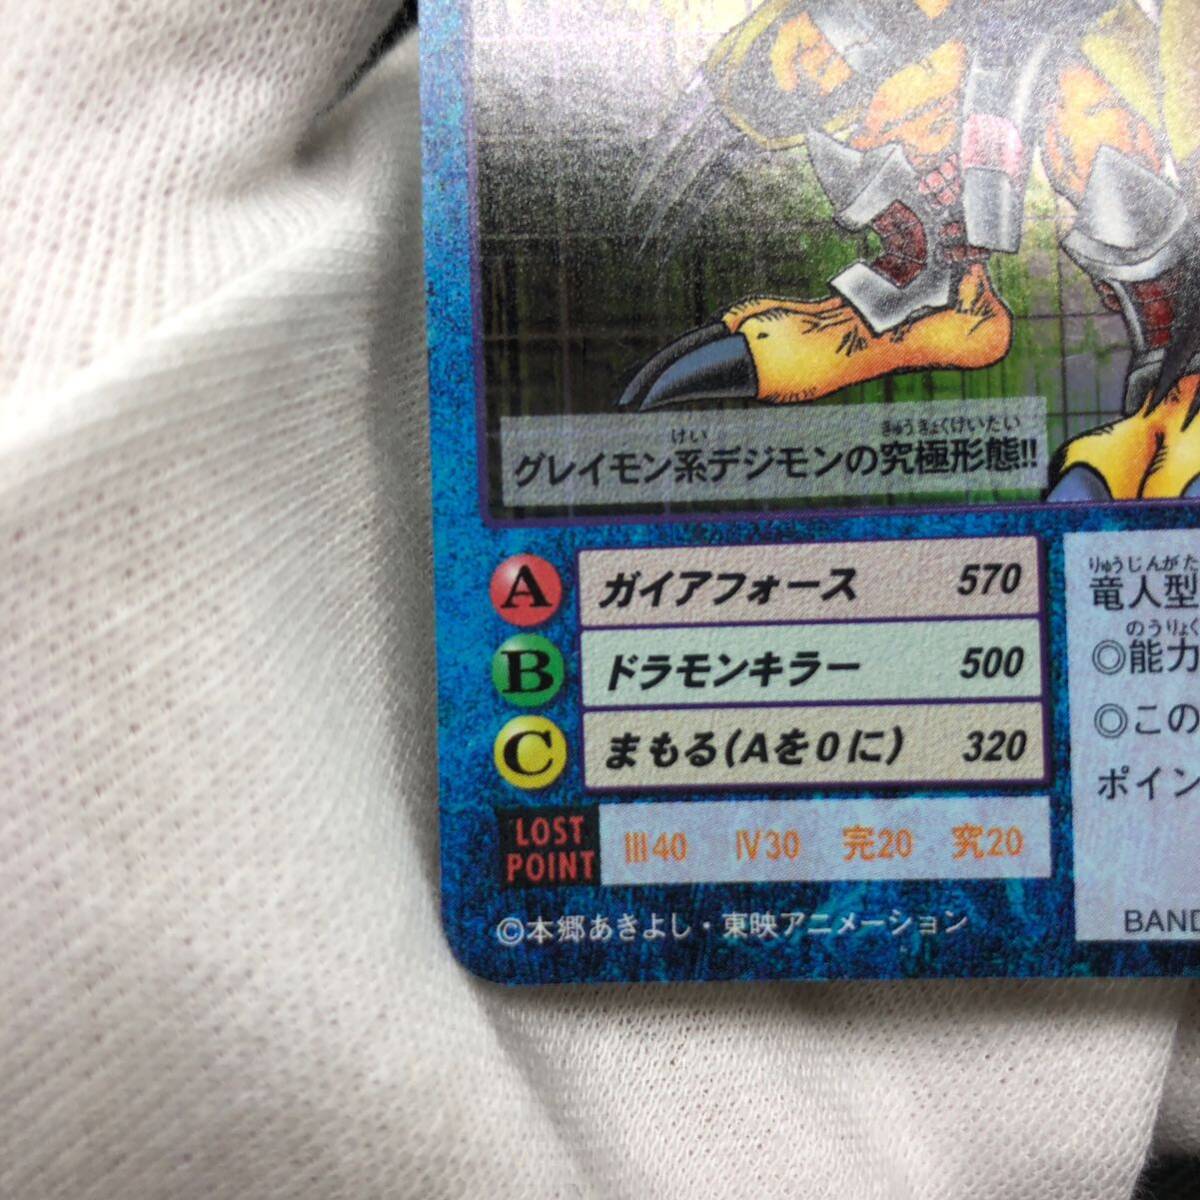 きゅうきょくけいたい
けい
グレイモン系デジモンの究極形態!!
A ガイアフォース 570
B ドラモンキラー 500
C まもる(Aを0に) 320
LOST POINT III40 IV30 完20 究20
©本郷あきよし・東映アニメーション
りゅうじんがた
竜人型
のうりょく
◎能力
◎この
ポイン
BAND